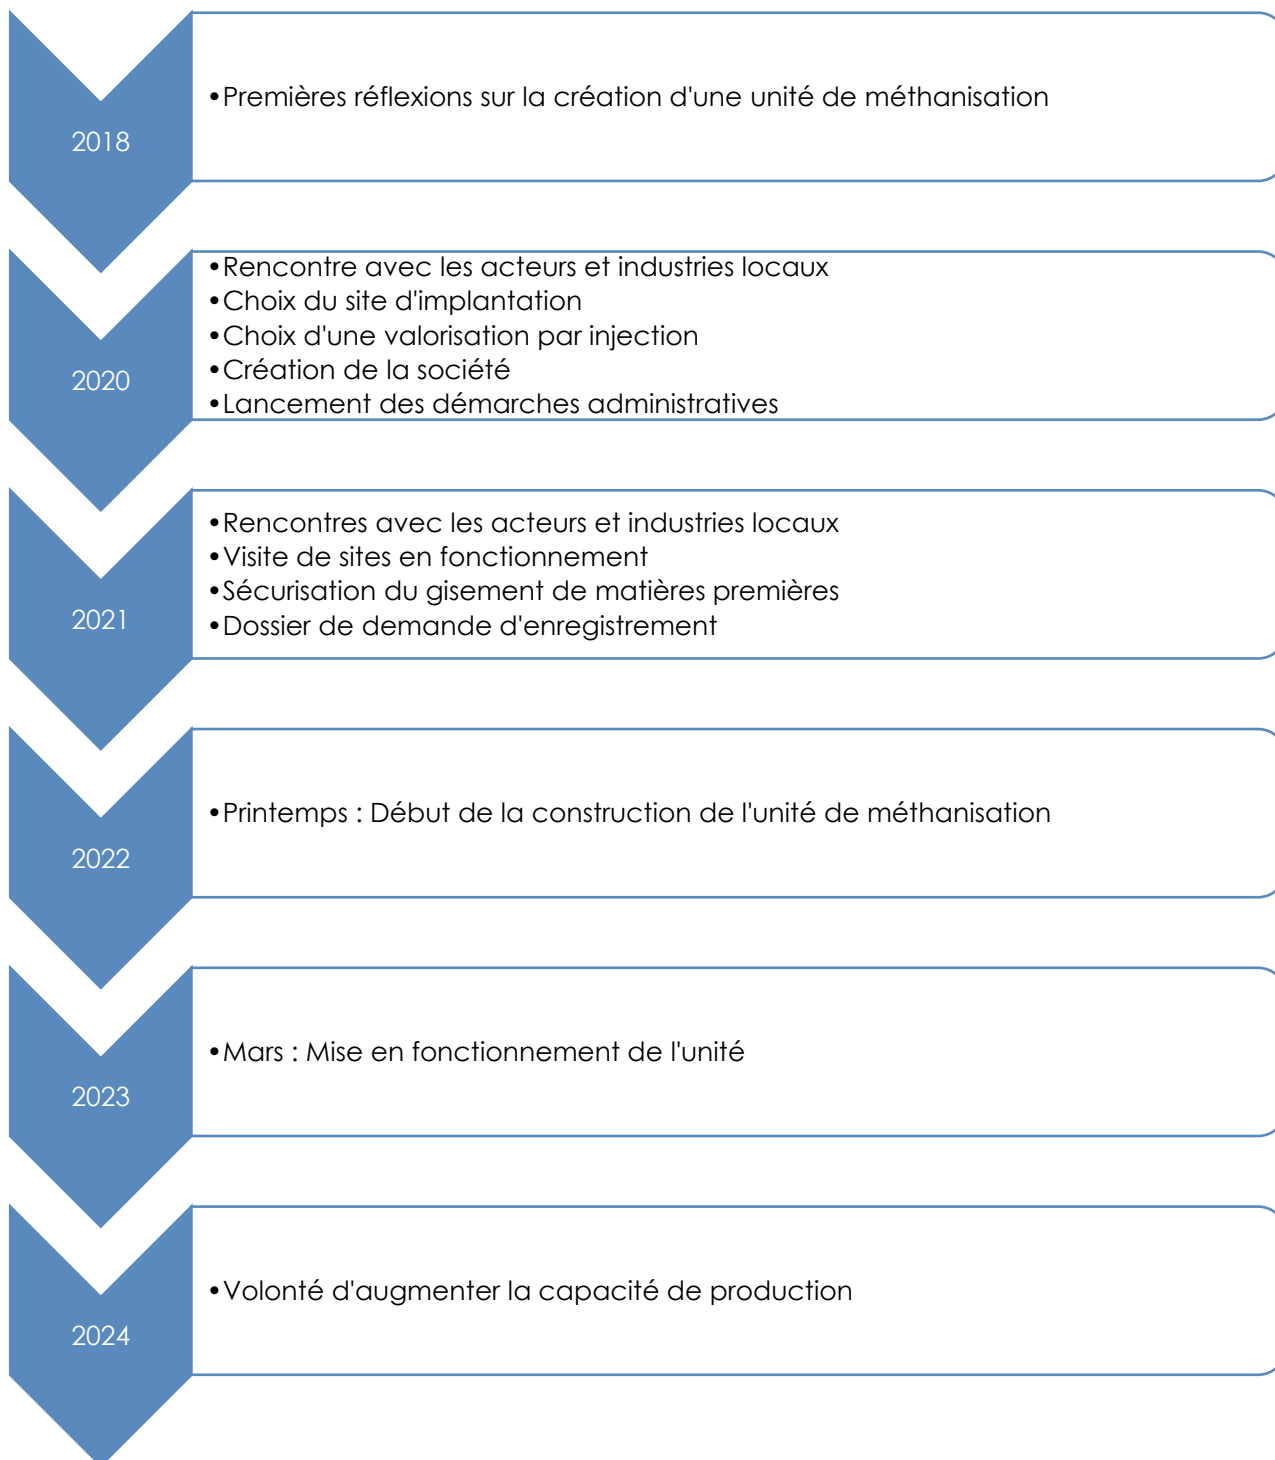 2018
•Premières réflexions sur la création d'une unité de méthanisation
2020
•Rencontre avec les acteurs et industries locaux
•Choix du site d'implantation
•Choix d'une valorisation par injection
•Création de la société
•Lancement des démarches administratives
2021
•Rencontres avec les acteurs et industries locaux
•Visite de sites en fonctionnement
•Sécurisation du gisement de matières premières
•Dossier de demande d'enregistrement
2022
•Printemps : Début de la construction de l'unité de méthanisation
2023
•Mars : Mise en fonctionnement de l'unité
2024
•Volonté d'augmenter la capacité de production